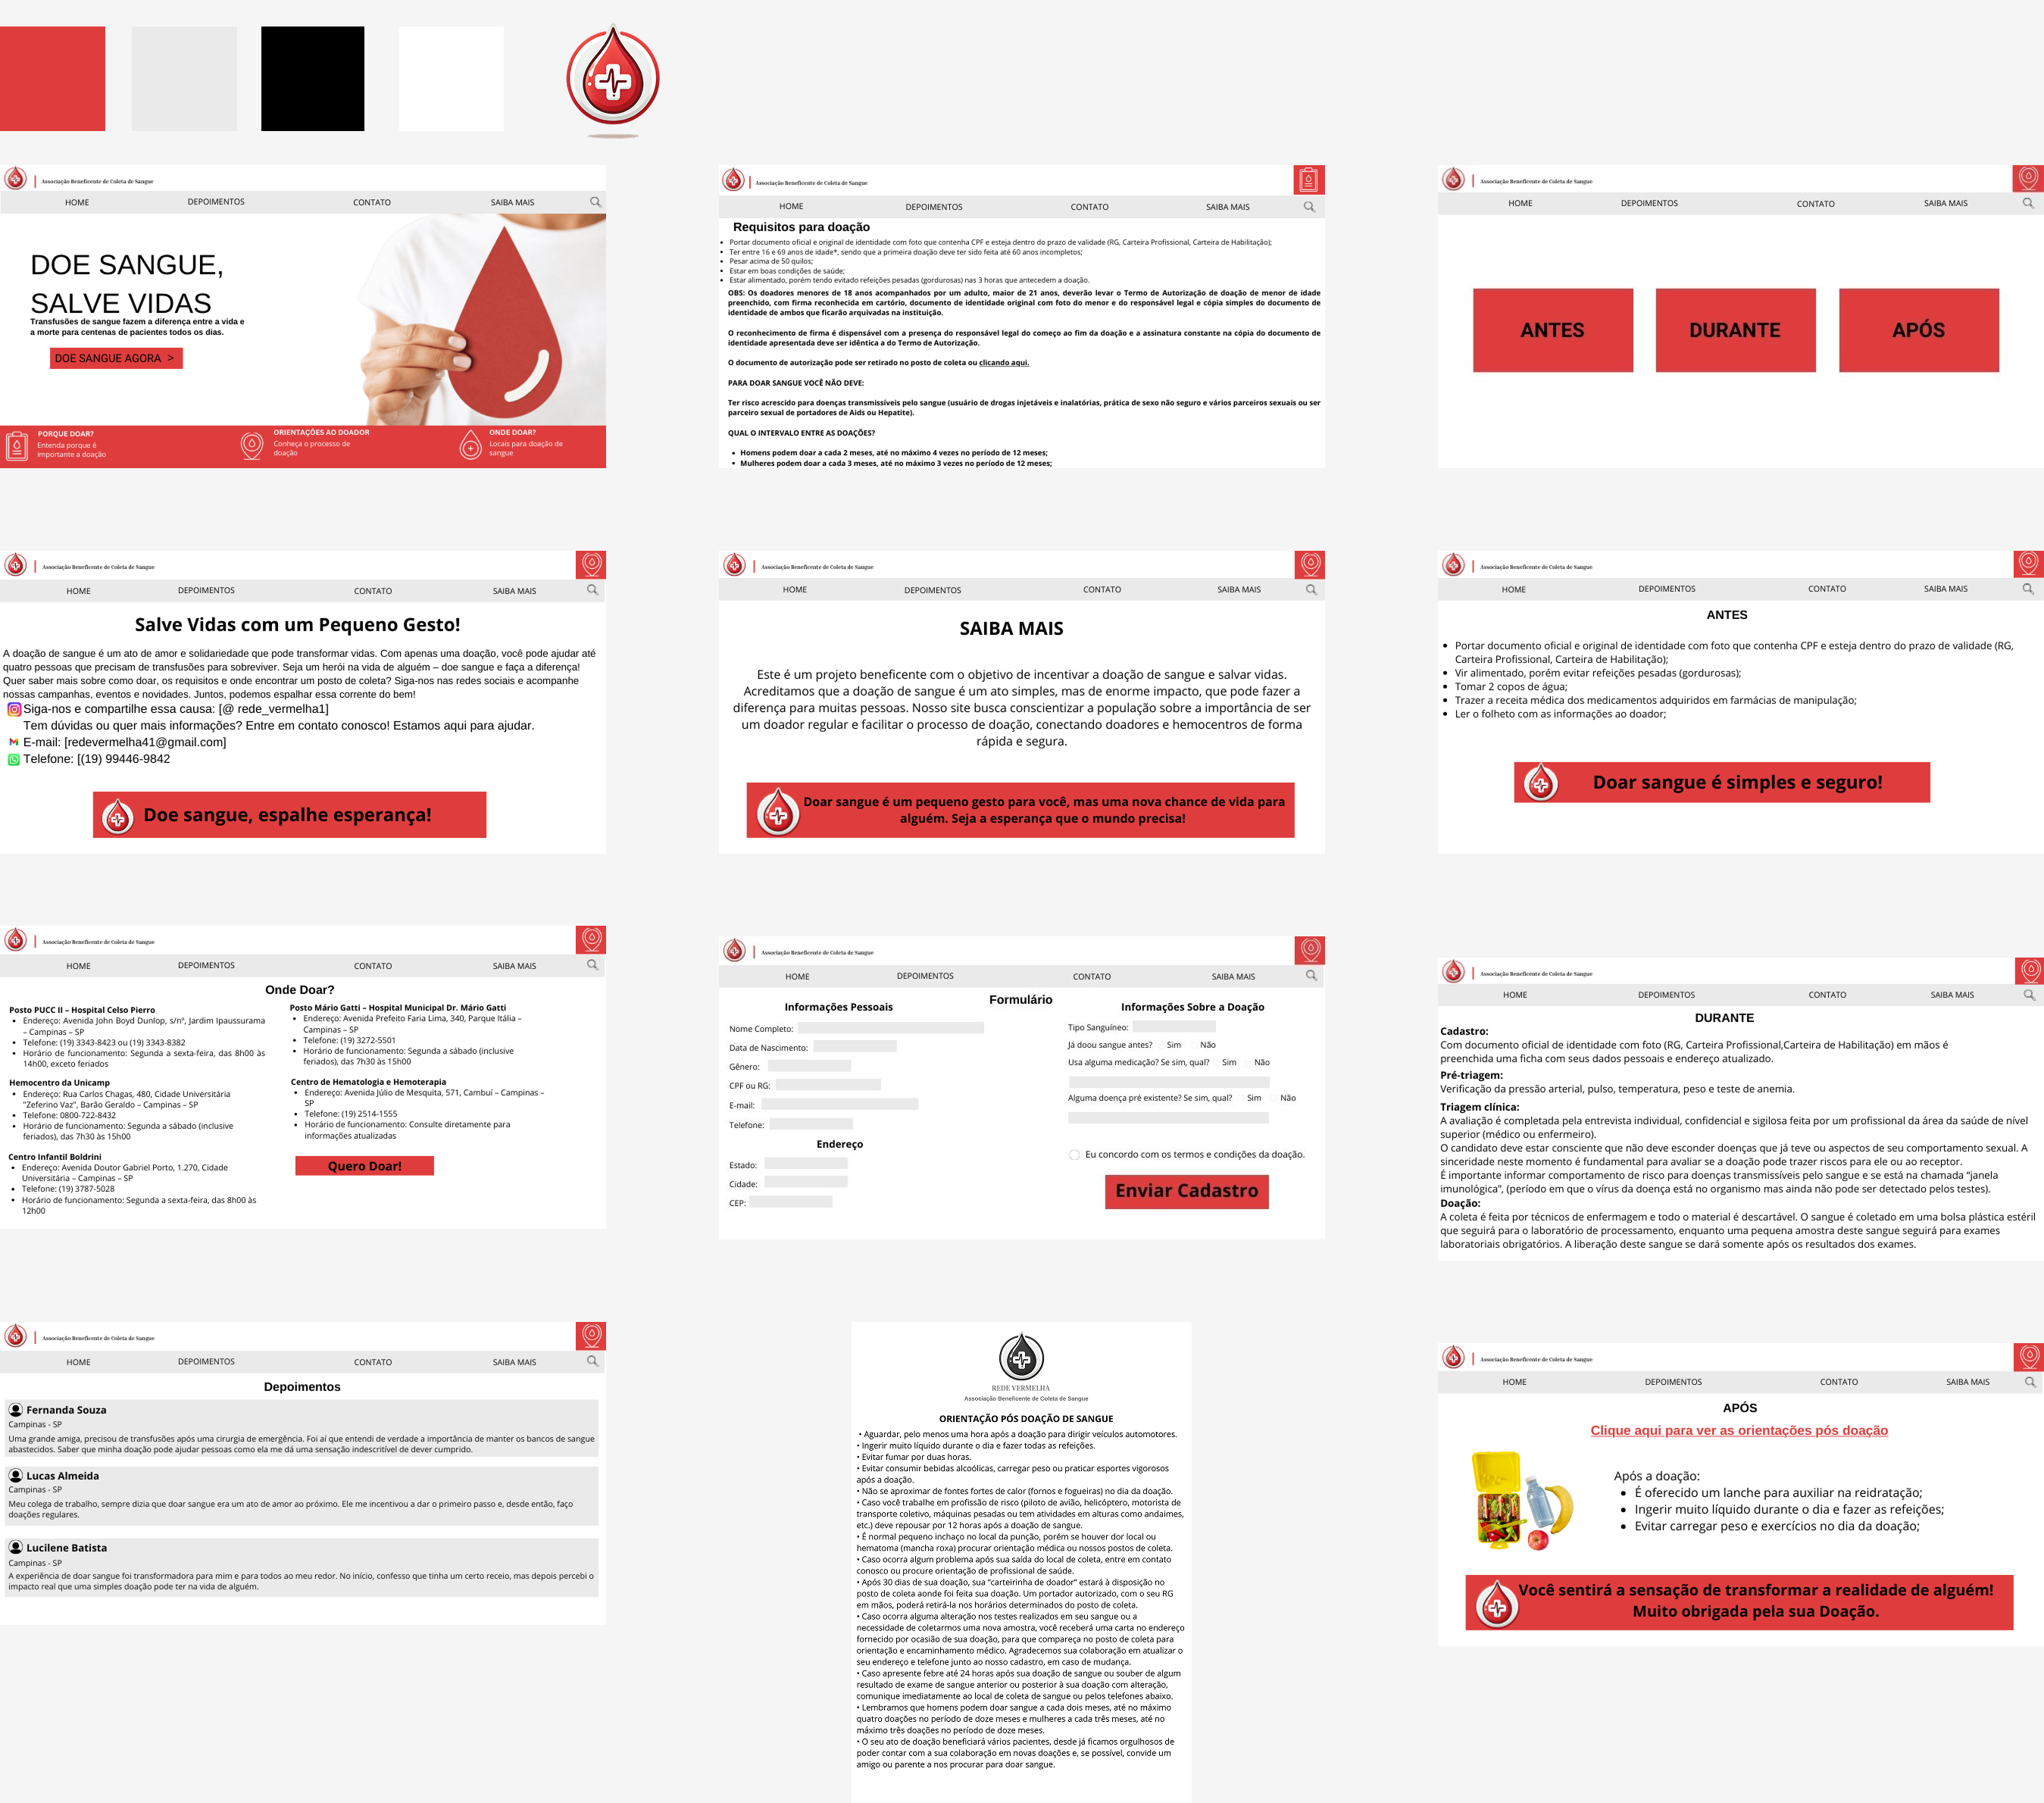 Associação Beneficente de Coleta de Sangue
HOME DEPOIMENTOS CONTATO SAIBA MAIS
DOE SANGUE,
SALVE VIDAS
Transfusões de sangue fazem a diferença entre a vida e
a morte para centenas de pacientes todos os dias.
DOE SANGUE AGORA >
PORQUE DOAR?
Entenda porque é
importante a doação
ORIENTAÇÕES AO DOADOR
Conheça o processo de
doação
ONDE DOAR?
Locais para doação de
sangue
Associação Beneficente de Coleta de Sangue
HOME DEPOIMENTOS CONTATO SAIBA MAIS
Requisitos para doação
• Portar documento oficial e original de identidade com foto que contenha CPF e esteja dentro do prazo de validade (RG, Carteira Profissional, Carteira de Habilitação);
• Ter entre 16 e 69 anos de idade*, sendo que a primeira doação deve ter sido feita até 60 anos incompletos;
• Pesar acima de 50 quilos;
• Estar em boas condições de saúde;
• Estar alimentado, porém tendo evitado refeições pesadas (gordurosas) nas 3 horas que antecedem a doação.
OBS: Os doadores menores de 18 anos acompanhados por um adulto, maior de 21 anos, deverão levar o Termo de Autorização de doação de menor de idade
preenchido, com firma reconhecida em cartório, documento de identidade original com foto do menor e do responsável legal e cópia simples do documento de
identidade de ambos que ficarão arquivadas na instituição.
O reconhecimento de firma é dispensável com a presença do responsável legal do começo ao fim da doação e a assinatura constante na cópia do documento de
identidade apresentada deve ser idêntica a do Termo de Autorização.
O documento de autorização pode ser retirado no posto de coleta ou clicando aqui.
PARA DOAR SANGUE VOCÊ NÃO DEVE:
Ter risco acrescido para doenças transmissíveis pelo sangue (usuário de drogas injetáveis e inalatórias, prática de sexo não seguro e vários parceiros sexuais ou ser
parceiro sexual de portadores de Aids ou Hepatite).
QUAL O INTERVALO ENTRE AS DOAÇÕES?
• Homens podem doar a cada 2 meses, até no máximo 4 vezes no período de 12 meses;
• Mulheres podem doar a cada 3 meses, até no máximo 3 vezes no período de 12 meses;
Associação Beneficente de Coleta de Sangue
HOME DEPOIMENTOS CONTATO SAIBA MAIS
ANTES DURANTE APÓS
Associação Beneficente de Coleta de Sangue
HOME DEPOIMENTOS CONTATO SAIBA MAIS
Salve Vidas com um Pequeno Gesto!
A doação de sangue é um ato de amor e solidariedade que pode transformar vidas. Com apenas uma doação, você pode ajudar até
quatro pessoas que precisam de transfusões para sobreviver. Seja um herói na vida de alguém – doe sangue e faça a diferença!
Quer saber mais sobre como doar, os requisitos e onde encontrar um posto de coleta? Siga-nos nas redes sociais e acompanhe
nossas campanhas, eventos e novidades. Juntos, podemos espalhar essa corrente do bem!
Siga-nos e compartilhe essa causa: [@ rede_vermelha1]
Tem dúvidas ou quer mais informações? Entre em contato conosco! Estamos aqui para ajudar.
E-mail: [redevermelha41@gmail.com]
Telefone: [(19) 99446-9842
Doe sangue, espalhe esperança!
Associação Beneficente de Coleta de Sangue
HOME DEPOIMENTOS CONTATO SAIBA MAIS
SAIBA MAIS
Este é um projeto beneficente com o objetivo de incentivar a doação de sangue e salvar vidas.
Acreditamos que a doação de sangue é um ato simples, mas de enorme impacto, que pode fazer a
diferença para muitas pessoas. Nosso site busca conscientizar a população sobre a importância de ser
um doador regular e facilitar o processo de doação, conectando doadores e hemocentros de forma
rápida e segura.
Doar sangue é um pequeno gesto para você, mas uma nova chance de vida para
alguém. Seja a esperança que o mundo precisa!
Associação Beneficente de Coleta de Sangue
HOME DEPOIMENTOS CONTATO SAIBA MAIS
ANTES
• Portar documento oficial e original de identidade com foto que contenha CPF e esteja dentro do prazo de validade (RG,
Carteira Profissional, Carteira de Habilitação);
• Vir alimentado, porém evitar refeições pesadas (gordurosas);
• Tomar 2 copos de água;
• Trazer a receita médica dos medicamentos adquiridos em farmácias de manipulação;
• Ler o folheto com as informações ao doador;
Doar sangue é simples e seguro!
Associação Beneficente de Coleta de Sangue
HOME DEPOIMENTOS CONTATO SAIBA MAIS
Onde Doar?
Posto PUCC II – Hospital Celso Pierro
• Endereço: Avenida John Boyd Dunlop, s/nº, Jardim Ipaussurama
– Campinas – SP
• Telefone: (19) 3343-8423 ou (19) 3343-8382
• Horário de funcionamento: Segunda a sexta-feira, das 8h00 às
14h00, exceto feriados
Hemocentro da Unicamp
• Endereço: Rua Carlos Chagas, 480, Cidade Universitária
"Zeferino Vaz", Barão Geraldo – Campinas – SP
• Telefone: 0800-722-8432
• Horário de funcionamento: Segunda a sábado (inclusive
feriados), das 7h30 às 15h00
Centro Infantil Boldrini
• Endereço: Avenida Doutor Gabriel Porto, 1.270, Cidade
Universitária – Campinas – SP
• Telefone: (19) 3787-5028
• Horário de funcionamento: Segunda a sexta-feira, das 8h00 às
12h00
Posto Mário Gatti – Hospital Municipal Dr. Mário Gatti
• Endereço: Avenida Prefeito Faria Lima, 340, Parque Itália –
Campinas – SP
• Telefone: (19) 3272-5501
• Horário de funcionamento: Segunda a sábado (inclusive
feriados), das 7h30 às 15h00
Centro de Hematologia e Hemoterapia
• Endereço: Avenida Júlio de Mesquita, 571, Cambuí – Campinas –
SP
• Telefone: (19) 2514-1555
• Horário de funcionamento: Consulte diretamente para
informações atualizadas
Quero Doar!
Associação Beneficente de Coleta de Sangue
HOME DEPOIMENTOS CONTATO SAIBA MAIS
Formulário
Informações Pessoais
Nome Completo:
Data de Nascimento:
Gênero:
CPF ou RG:
E-mail:
Telefone:
Endereço
Estado:
Cidade:
CEP:
Informações Sobre a Doação
Tipo Sanguíneo:
Já doou sangue antes? Sim Não
Usa alguma medicação? Se sim, qual? Sim Não
Alguma doença pré existente? Se sim, qual? Sim Não
Eu concordo com os termos e condições da doação.
Enviar Cadastro
Associação Beneficente de Coleta de Sangue
HOME DEPOIMENTOS CONTATO SAIBA MAIS
DURANTE
Cadastro:
Com documento oficial de identidade com foto (RG, Carteira Profissional,Carteira de Habilitação) em mãos é
preenchida uma ficha com seus dados pessoais e endereço atualizado.
Pré-triagem:
Verificação da pressão arterial, pulso, temperatura, peso e teste de anemia.
Triagem clínica:
A avaliação é completada pela entrevista individual, confidencial e sigilosa feita por um profissional da área da saúde de nível
superior (médico ou enfermeiro).
O candidato deve estar consciente que não deve esconder doenças que já teve ou aspectos de seu comportamento sexual. A
sinceridade neste momento é fundamental para avaliar se a doação pode trazer riscos para ele ou ao receptor.
É importante informar comportamento de risco para doenças transmissíveis pelo sangue e se está na chamada “janela
imunológica”, (período em que o vírus da doença está no organismo mas ainda não pode ser detectado pelos testes).
Doação:
A coleta é feita por técnicos de enfermagem e todo o material é descartável. O sangue é coletado em uma bolsa plástica estéril
que seguirá para o laboratório de processamento, enquanto uma pequena amostra deste sangue seguirá para exames
laboratoriais obrigatórios. A liberação deste sangue se dará somente após os resultados dos exames.
Associação Beneficente de Coleta de Sangue
HOME DEPOIMENTOS CONTATO SAIBA MAIS
Depoimentos
Fernanda Souza
Campinas - SP
Uma grande amiga, precisou de transfusões após uma cirurgia de emergência. Foi aí que entendi de verdade a importância de manter os bancos de sangue
abastecidos. Saber que minha doação pode ajudar pessoas como ela me dá uma sensação indescritível de dever cumprido.
Lucas Almeida
Campinas - SP
Meu colega de trabalho, sempre dizia que doar sangue era um ato de amor ao próximo. Ele me incentivou a dar o primeiro passo e, desde então, faço
doações regulares.
Lucilene Batista
Campinas - SP
A experiência de doar sangue foi transformadora para mim e para todos ao meu redor. No início, confesso que tinha um certo receio, mas depois percebi o
impacto real que uma simples doação pode ter na vida de alguém.
REDE VERMELHA
Associação Beneficente de Coleta de Sangue
ORIENTAÇÃO PÓS DOAÇÃO DE SANGUE
• Aguardar, pelo menos uma hora após a doação para dirigir veículos automotores.
• Ingerir muito líquido durante o dia e fazer todas as refeições.
• Evitar fumar por duas horas.
• Evitar consumir bebidas alcoólicas, carregar peso ou praticar esportes vigorosos
após a doação.
• Não se aproximar de fontes fortes de calor (fornos e fogueiras) no dia da doação.
• Caso você trabalhe em profissão de risco (piloto de avião, helicóptero, motorista de
transporte coletivo, máquinas pesadas ou tem atividades em alturas como andaimes,
etc.) deve repousar por 12 horas após a doação de sangue.
• É normal pequeno inchaço no local da punção, porém se houver dor local ou
hematoma (mancha roxa) procurar orientação médica ou nossos postos de coleta.
• Caso ocorra algum problema após sua saída do local de coleta, entre em contato
conosco ou procure orientação de profissional de saúde.
• Após 30 dias de sua doação, sua “carteirinha de doador” estará à disposição no
posto de coleta aonde foi feita sua doação. Um portador autorizado, com o seu RG
em mãos, poderá retirá-la nos horários determinados do posto de coleta.
• Caso ocorra alguma alteração nos testes realizados em seu sangue ou a
necessidade de coletarmos uma nova amostra, você receberá uma carta no endereço
fornecido por ocasião de sua doação, para que compareça no posto de coleta para
orientação e encaminhamento médico. Agradecemos sua colaboração em atualizar o
seu endereço e telefone junto ao nosso cadastro, em caso de mudança.
• Caso apresente febre até 24 horas após sua doação de sangue ou souber de algum
resultado de exame de sangue anterior ou posterior à sua doação com alteração,
comunique imediatamente ao local de coleta de sangue ou pelos telefones abaixo.
• Lembramos que homens podem doar sangue a cada dois meses, até no máximo
quatro doações no período de doze meses e mulheres a cada três meses, até no
máximo três doações no período de doze meses.
• O seu ato de doação beneficiará vários pacientes, desde já ficamos orgulhosos de
poder contar com a sua colaboração em novas doações e, se possível, convide um
amigo ou parente a nos procurar para doar sangue.
Associação Beneficente de Coleta de Sangue
HOME DEPOIMENTOS CONTATO SAIBA MAIS
APÓS
Clique aqui para ver as orientações pós doação
Após a doação:
• É oferecido um lanche para auxiliar na reidratação;
• Ingerir muito líquido durante o dia e fazer as refeições;
• Evitar carregar peso e exercícios no dia da doação;
Você sentirá a sensação de transformar a realidade de alguém!
Muito obrigada pela sua Doação.